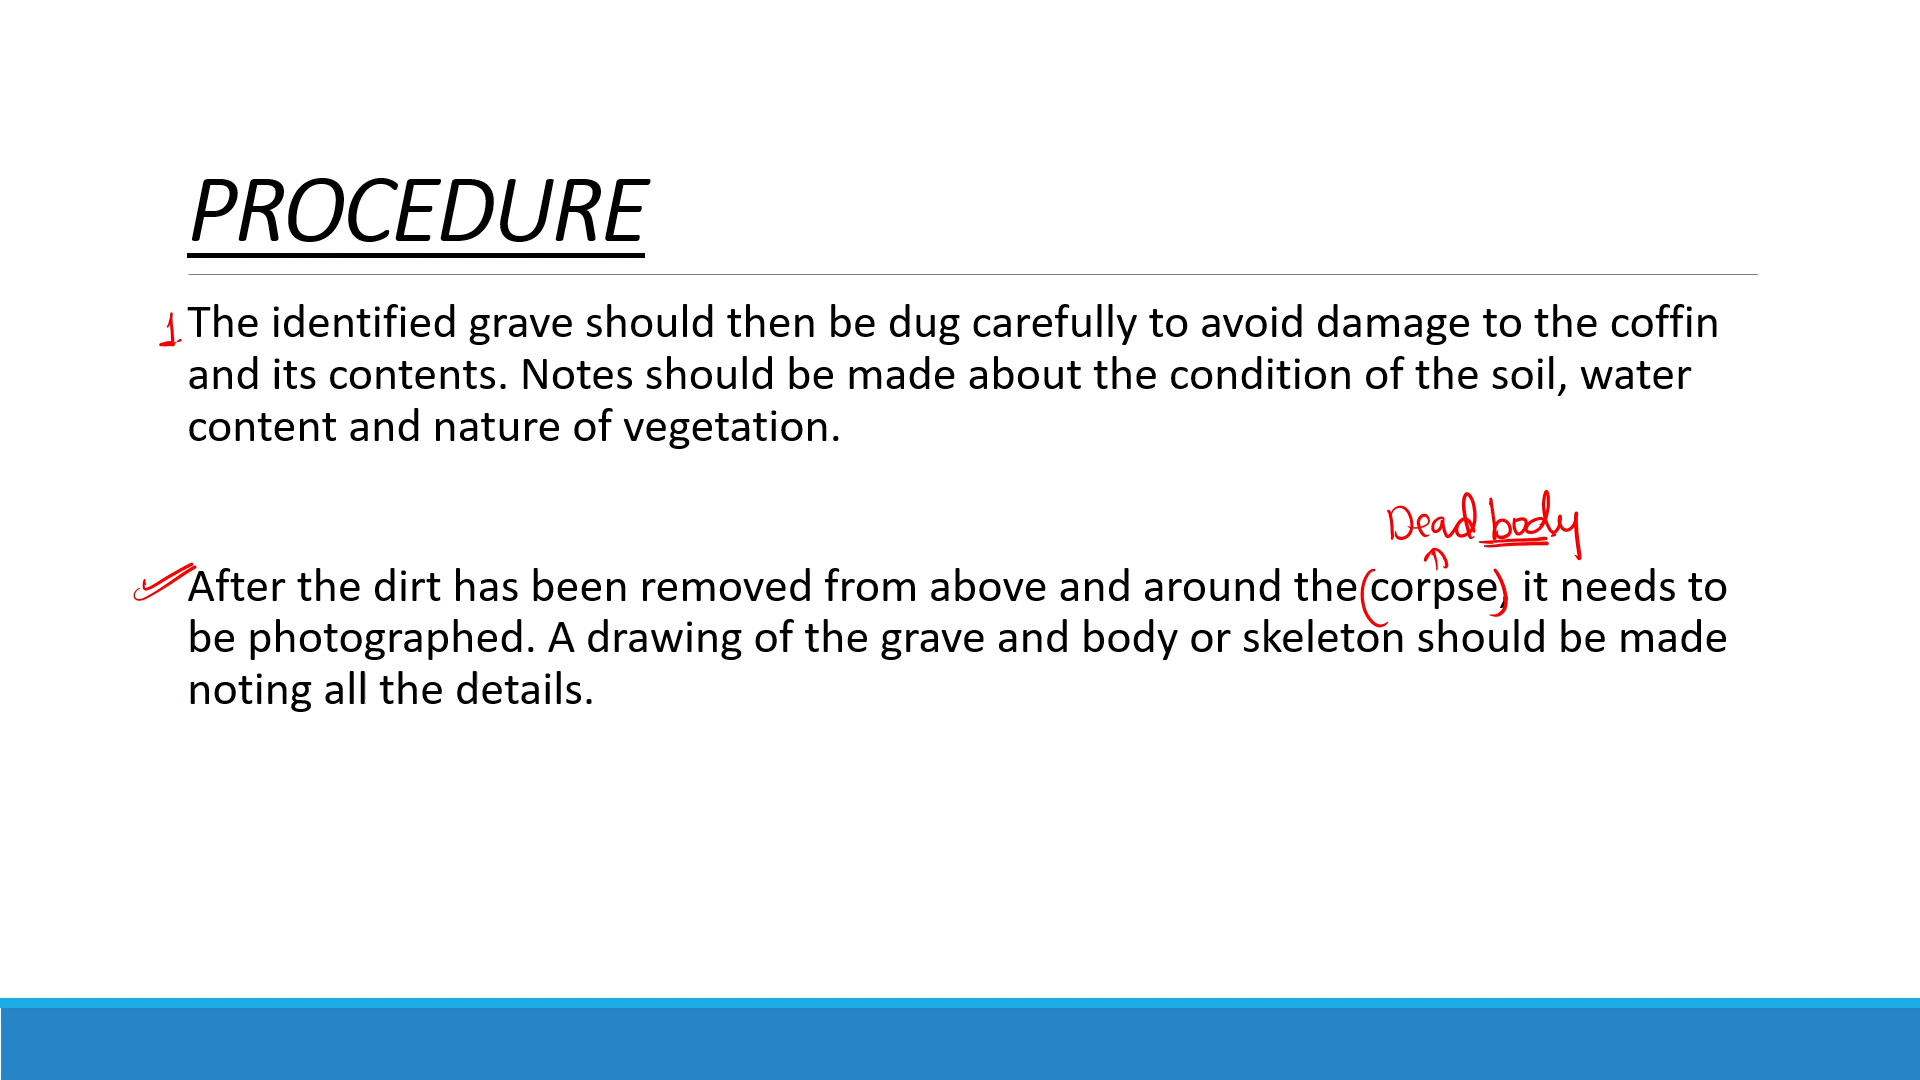 PROCEDURE
1. The identified grave should then be dug carefully to avoid damage to the coffin
and its contents. Notes should be made about the condition of the soil, water
content and nature of vegetation.
Dead body
After the dirt has been removed from above and around the (corpse), it needs to
be photographed. A drawing of the grave and body or skeleton should be made
noting all the details.